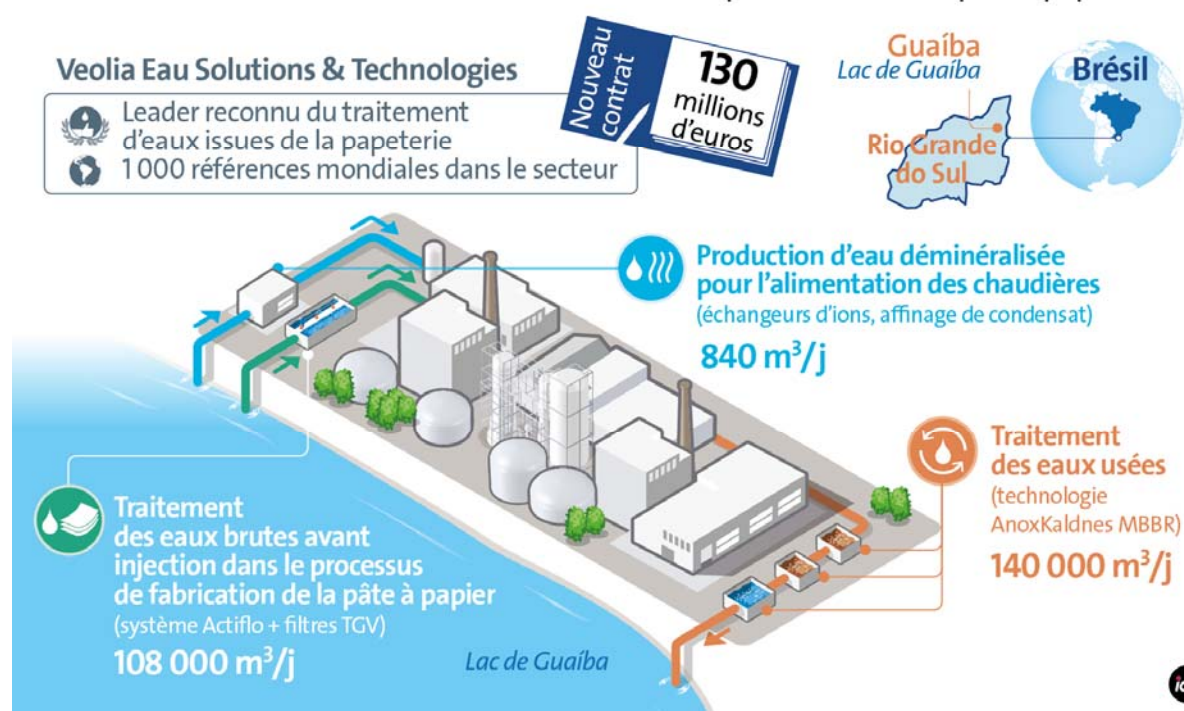 Veolia Eau Solutions & Technologies
Leader reconnu du traitement
d'eaux issues de la papeterie
1 000 références mondiales dans le secteur
Nouveau
contrat
130
millions
d'euros
Guaíba
Lac de Guaíba
Brésil
Rio Grande
do Sul
Production d'eau déminéralisée
pour l'alimentation des chaudières
(échangeurs d'ions, affinage de condensat)
840 m³/j
Traitement
des eaux usées
(technologie
AnoxKaldnes MBBR)
140 000 m³/j
Traitement
des eaux brutes avant
injection dans le processus
de fabrication de la pâte à papier
(système Actiflo + filtres TGV)
108 000 m³/j
Lac de Guaíba